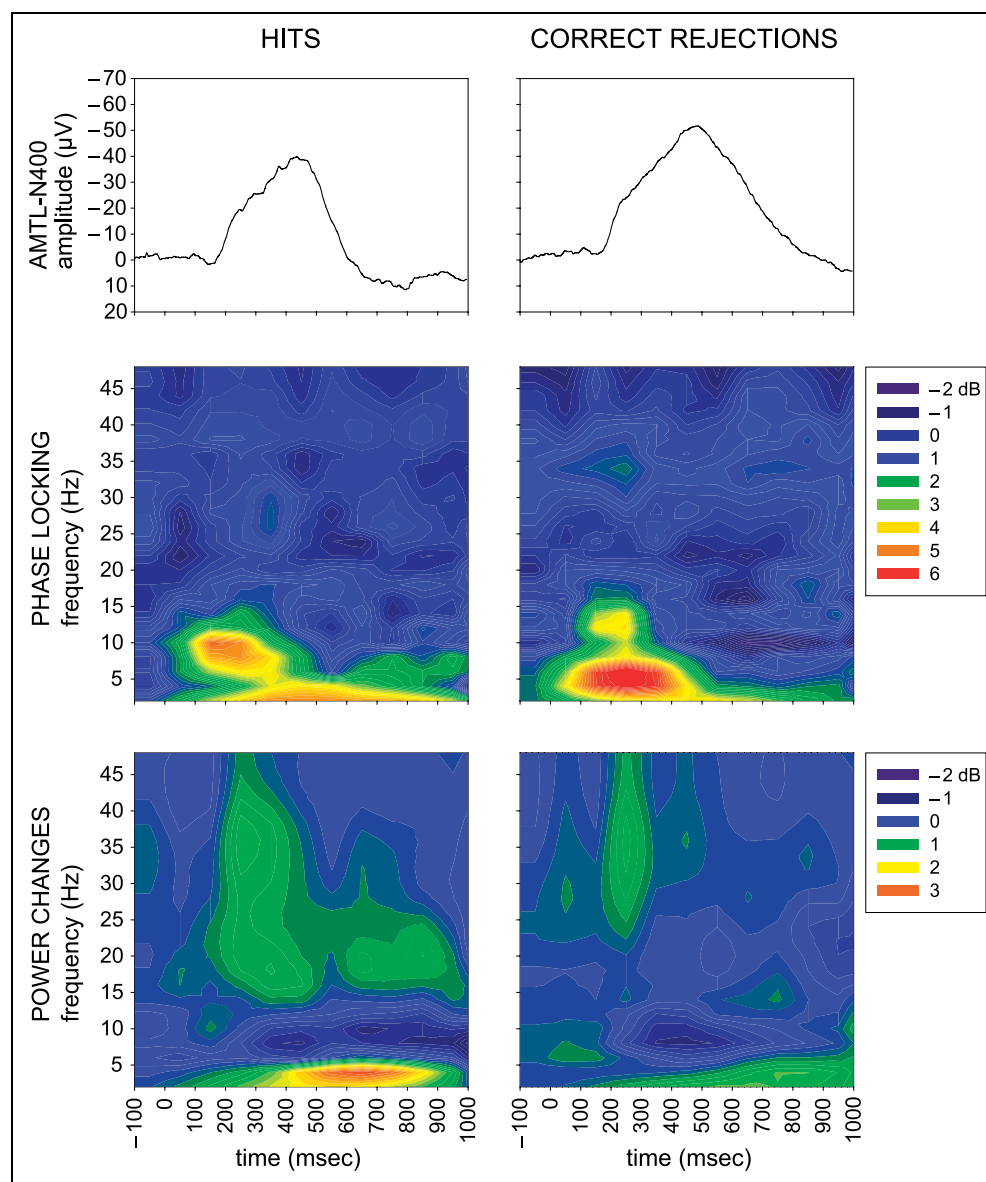 HITS
CORRECT REJECTIONS
AMTL-N400
amplitude (µV)
−70
−60
−50
−40
−30
−20
−10
0
10
20
PHASE LOCKING
frequency (Hz)
45
40
35
30
25
20
15
10
5
−2 dB
−1
0
1
2
3
4
5
6
POWER CHANGES
frequency (Hz)
45
40
35
30
25
20
15
10
5
−2 dB
−1
0
1
2
3
−100 0 100 200 300 400 500 600 700 800 900 1000
−100 0 100 200 300 400 500 600 700 800 900 1000
time (msec)
time (msec)